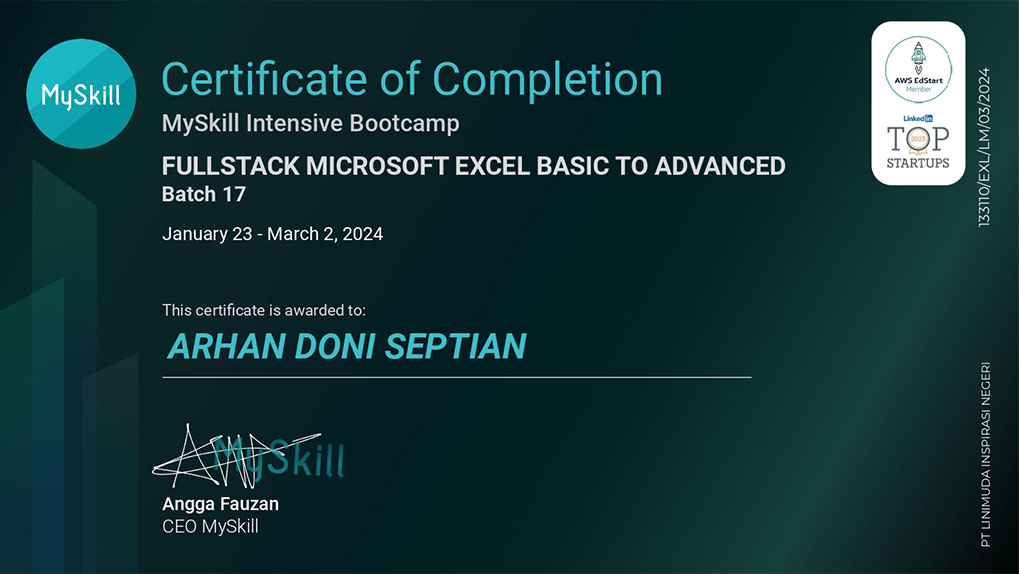 MySkill
Certificate of Completion
MySkill Intensive Bootcamp
FULLSTACK MICROSOFT EXCEL BASIC TO ADVANCED
Batch 17
January 23 - March 2, 2024
This certificate is awarded to:
ARHAN DONI SEPTIAN
MySkill
Angga Fauzan
CEO MySkill
AWS EdStart
Member
LinkedIn
TOP
2023
STARTUPS
133110/EXL/LM/03/2024
PT LINIMUDA INSPIRASI NEGERI